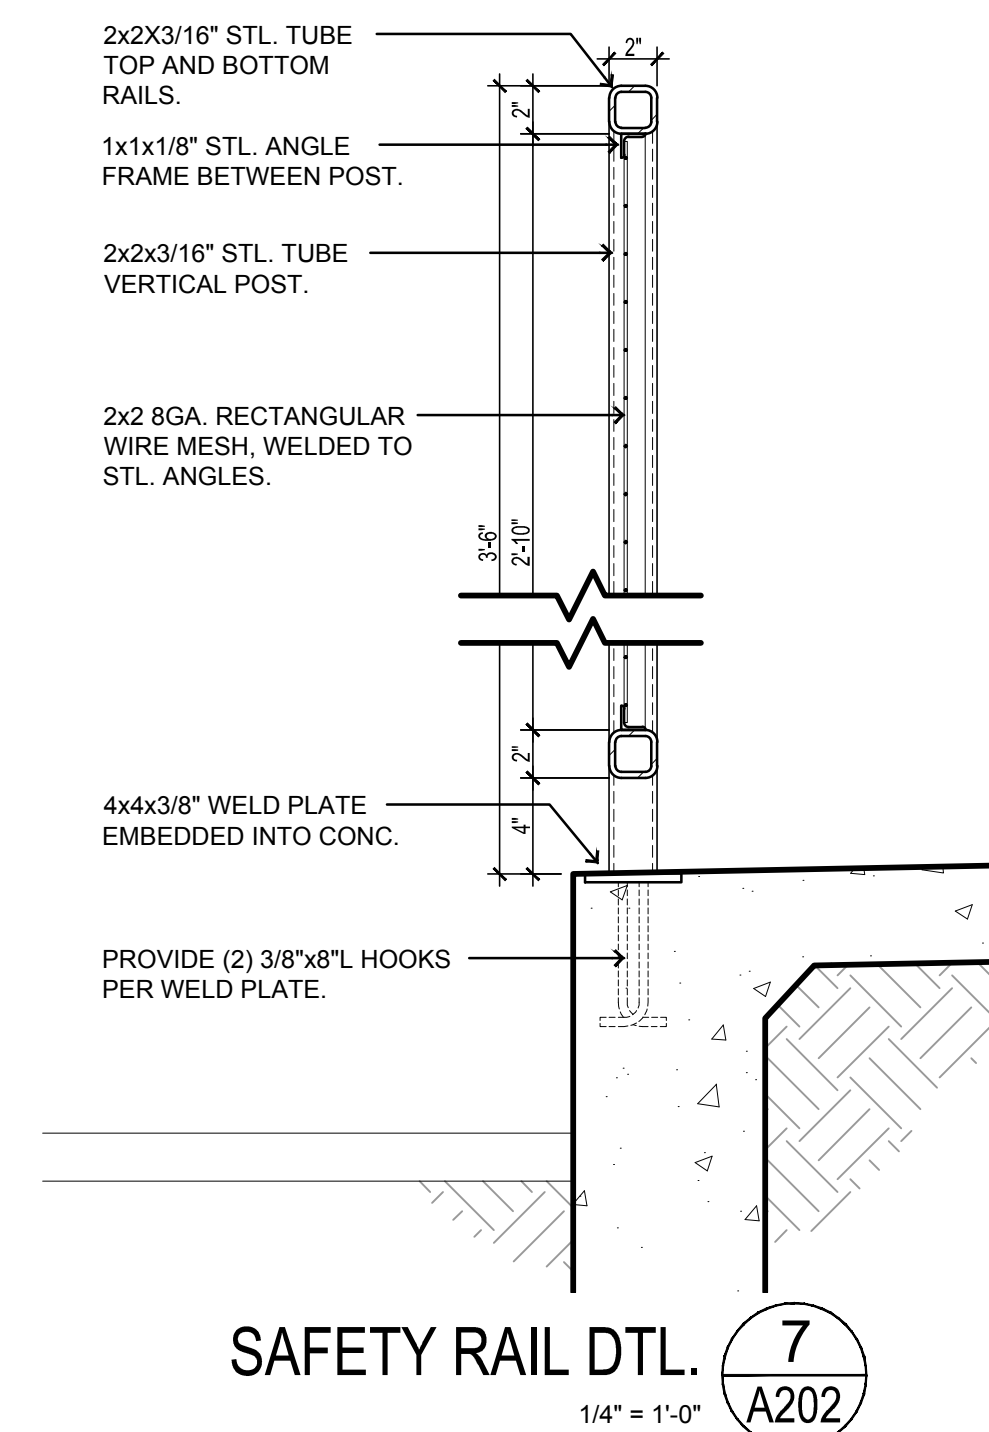 2x2X3/16" STL. TUBE
TOP AND BOTTOM
RAILS.
2"
2"
1x1x1/8" STL. ANGLE
FRAME BETWEEN POST.
2x2x3/16" STL. TUBE
VERTICAL POST.
2x2 8GA. RECTANGULAR
WIRE MESH, WELDED TO
STL. ANGLES.
3'-6"
2'-10"
2"
4"
4x4x3/8" WELD PLATE
EMBEDDED INTO CONC.
PROVIDE (2) 3/8"x8"L HOOKS
PER WELD PLATE.
SAFETY RAIL DTL.
1/4" = 1'-0"
7
A202